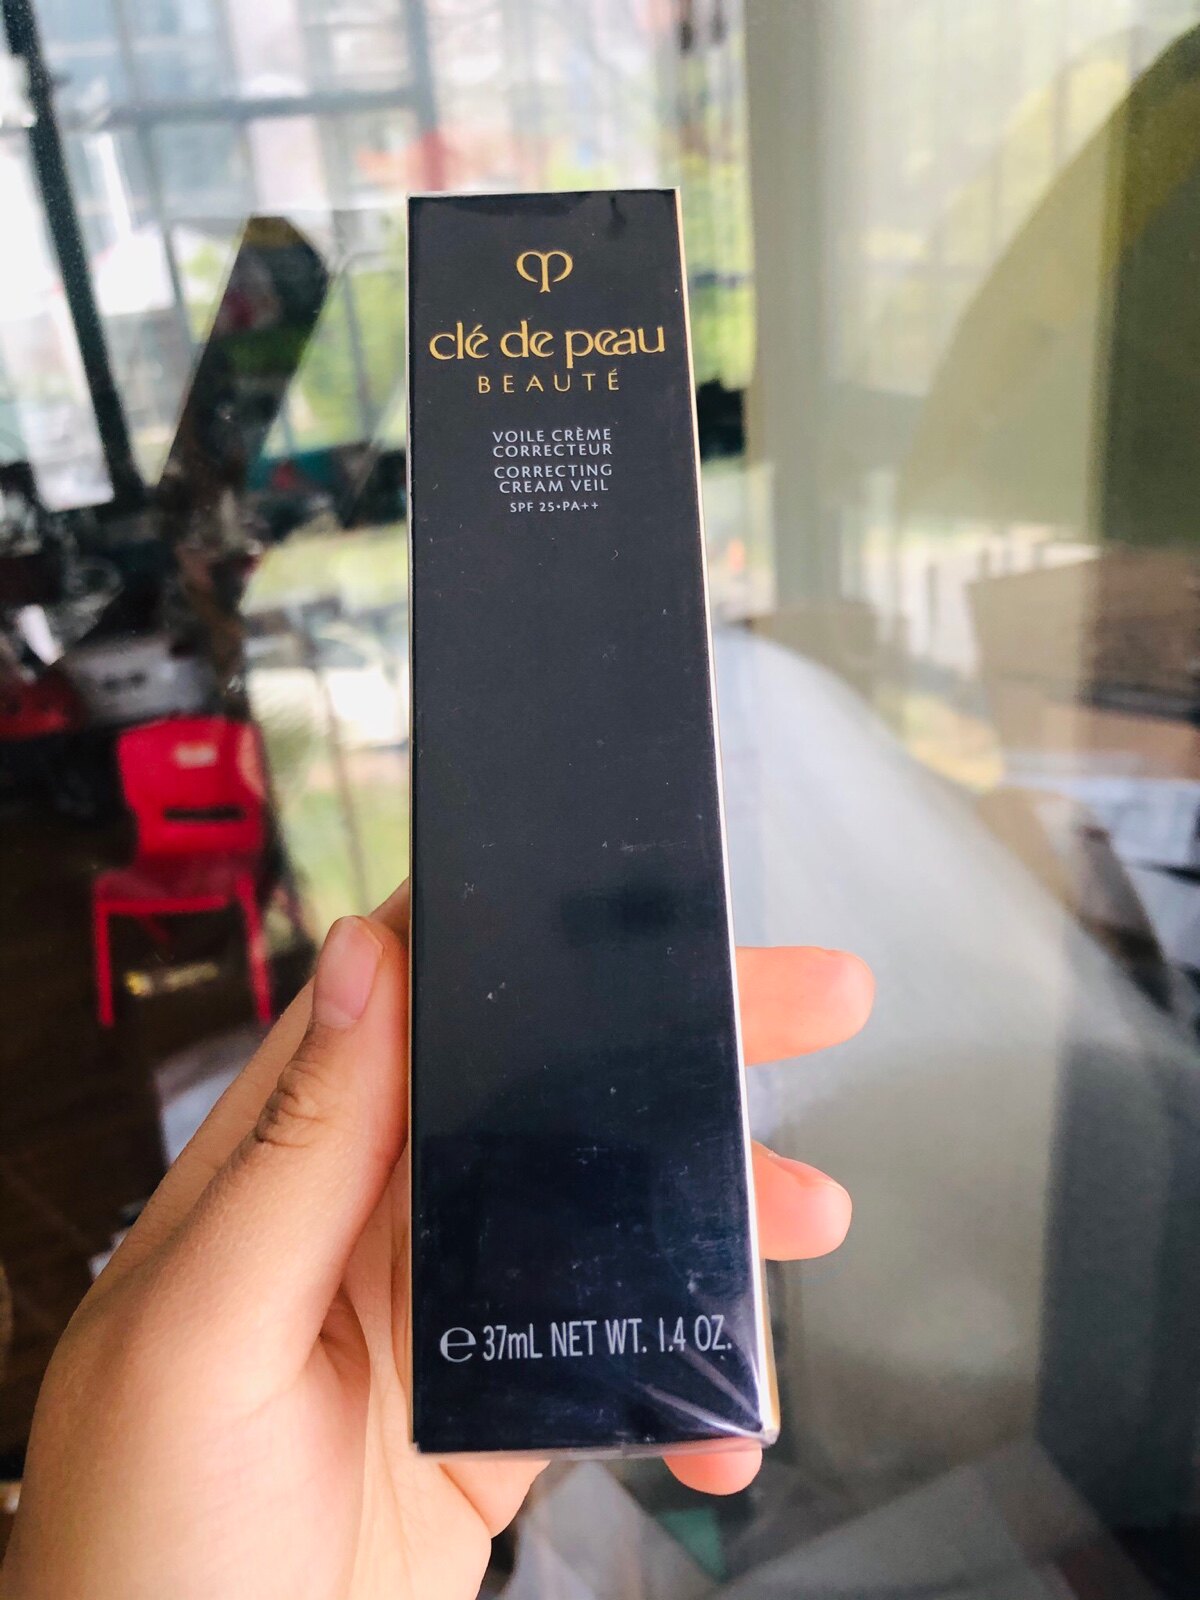 clé de peau
BEAUTÉ
VOILE CRÈME
CORRECTEUR
CORRECTING
CREAM VEIL
SPF 25•PA++
e 37mL NET WT. 1.4 OZ.